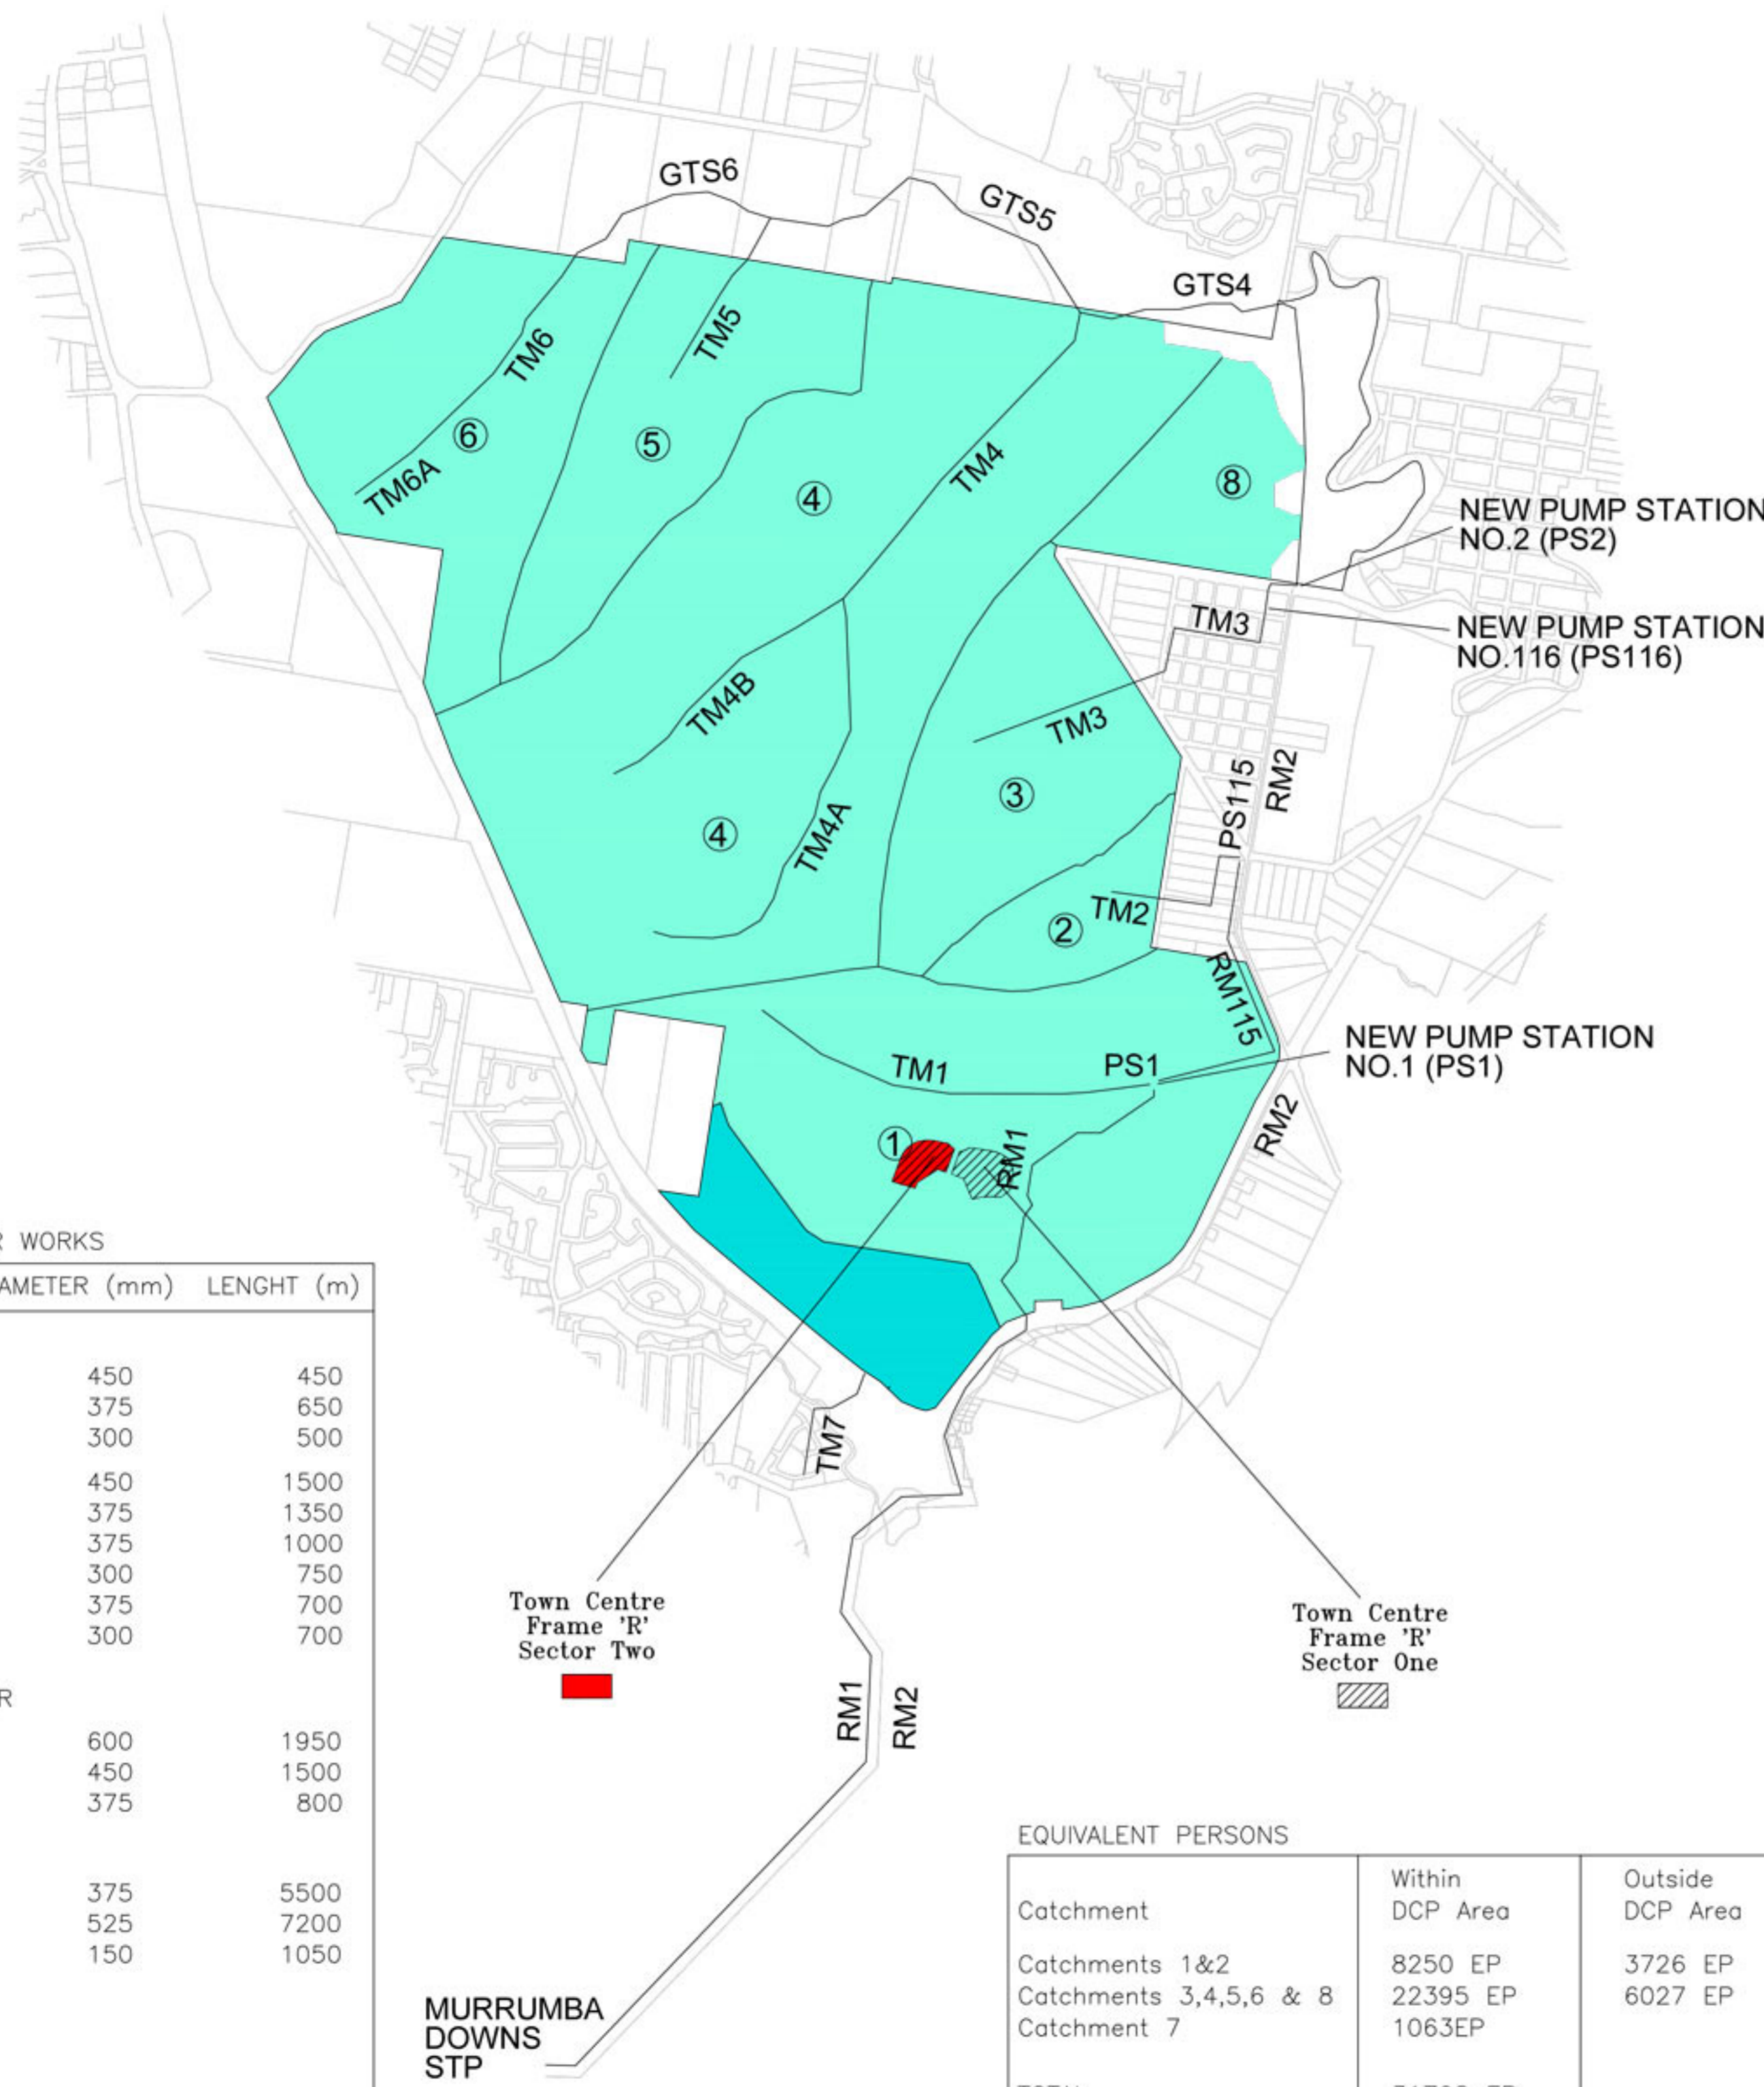 GTS6
GTS5
GTS4
TM5
TM6
TM6A
⑥
⑤
④
TM4
⑧
NEW PUMP STATION
NO.2 (PS2)
TM3
NEW PUMP STATION
NO.116 (PS116)
TM4B
TM3
PS115
RM2
③
④
TM4A
②
TM2
RM115
NEW PUMP STATION
NO.1 (PS1)
TM1
PS1
RM2
①
RM1
TM7
R WORKS
AMETER (mm) LENGHT (m)
450 450
375 650
300 500
450 1500
375 1350
375 1000
300 750
375 700
300 700
R
600 1950
450 1500
375 800
375 5500
525 7200
150 1050
Town Centre
Frame 'R'
Sector Two
Town Centre
Frame 'R'
Sector One
RM1
RM2
MURRUMBA
DOWNS
STP
EQUIVALENT PERSONS
Within Outside
Catchment DCP Area DCP Area
Catchments 1&2 8250 EP 3726 EP
Catchments 3,4,5,6 & 8 22395 EP 6027 EP
Catchment 7 1063EP